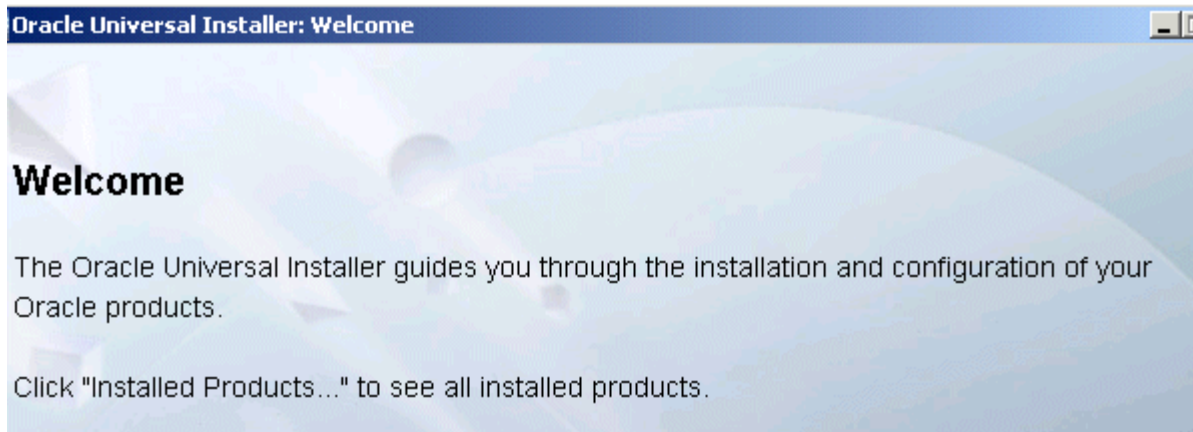 Oracle Universal Installer: Welcome
Welcome
The Oracle Universal Installer guides you through the installation and configuration of your
Oracle products.
Click "Installed Products..." to see all installed products.